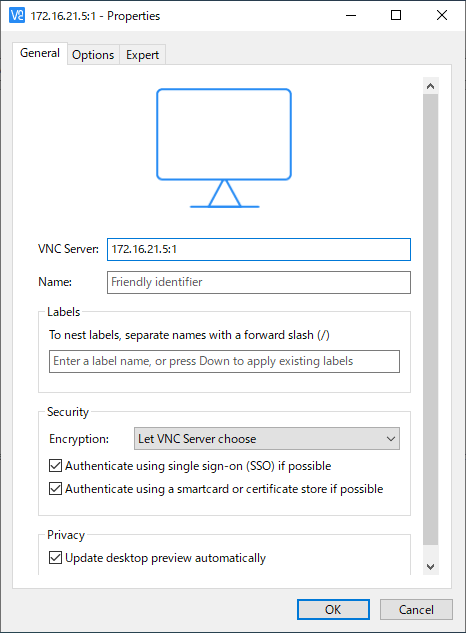 172.16.21.5:1 - Properties
General
Options
Expert
VNC Server:
172.16.21.5:1
Name:
Friendly identifier
Labels
To nest labels, separate names with a forward slash (/)
Enter a label name, or press Down to apply existing labels
Security
Encryption:
Let VNC Server choose
Authenticate using single sign-on (SSO) if possible
Authenticate using a smartcard or certificate store if possible
Privacy
Update desktop preview automatically
OK
Cancel